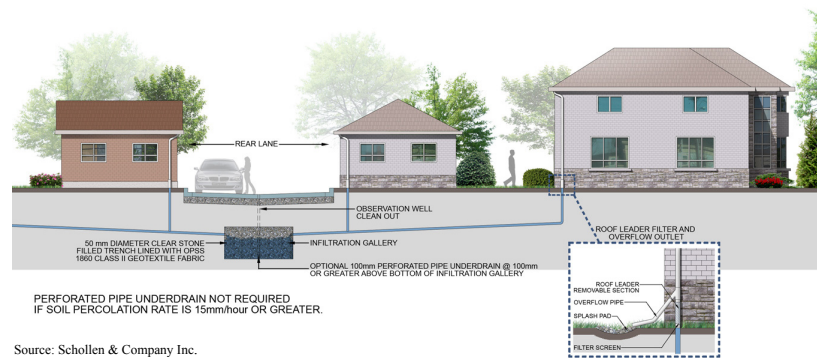 REAR LANE
OBSERVATION WELL
CLEAN OUT
50 mm DIAMETER CLEAR STONE
FILLED TRENCH LINED WITH OPSS
1860 CLASS II GEOTEXTILE FABRIC
INFILTRATION GALLERY
OPTIONAL 100mm PERFORATED PIPE UNDERDRAIN @ 100mm
OR GREATER ABOVE BOTTOM OF INFILTRATION GALLERY
ROOF LEADER FILTER AND
OVERFLOW OUTLET
ROOF LEADER
REMOVABLE SECTION
OVERFLOW PIPE
SPLASH PAD
FILTER SCREEN
PERFORATED PIPE UNDERDRAIN NOT REQUIRED
IF SOIL PERCOLATION RATE IS 15mm/hour OR GREATER.
Source: Schollen & Company Inc.